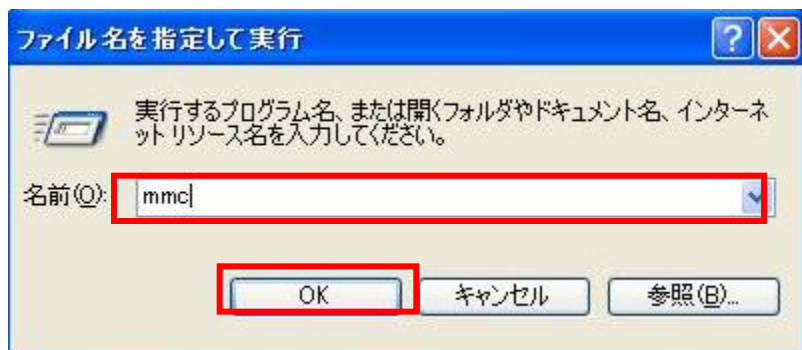 ファイル名を指定して実行
実行するプログラム名、または開くフォルダやドキュメント名、インターネ
ット リソース名を入力してください。
名前(O): mmc
OK キャンセル 参照(B)...